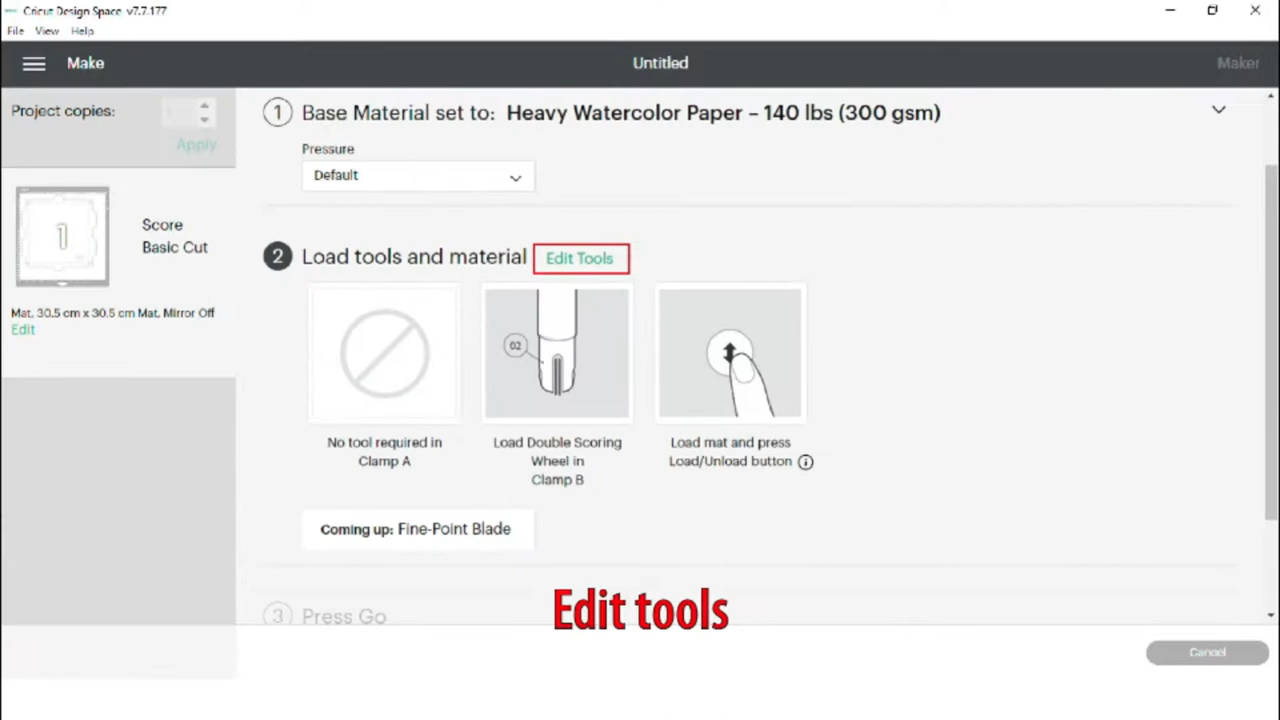 Cricut Design Space v7.7.177
File View Help
Make
Untitled
Maker
Project copies:
Apply
1
Score
Basic Cut
Mat, 30.5 cm x 30.5 cm Mat, Mirror Off
Edit
1 Base Material set to: Heavy Watercolor Paper – 140 lbs (300 gsm)
Pressure
Default
2 Load tools and material Edit Tools
02
No tool required in
Clamp A
Load Double Scoring
Wheel in
Clamp B
Load mat and press
Load/Unload button
Coming up: Fine-Point Blade
3 Press Go
Edit tools
Cancel